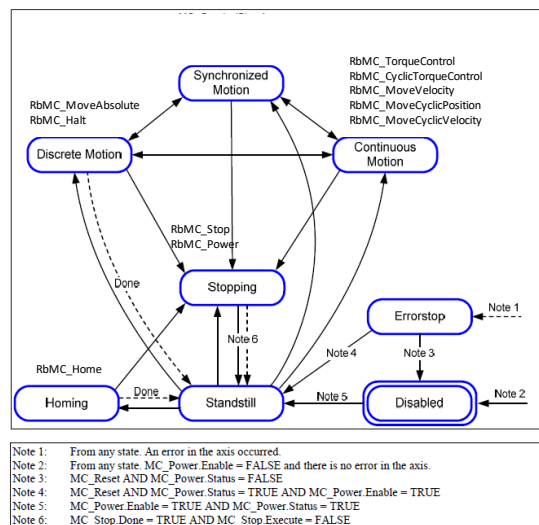 Synchronized
Motion
RbMC_TorqueControl
RbMC_CyclicTorqueControl
RbMC_MoveVelocity
RbMC_MoveCyclicPosition
RbMC_MoveCyclicVelocity
RbMC_MoveAbsolute
RbMC_Halt
Discrete Motion
Continuous
Motion
RbMC_Stop
RbMC_Power
Stopping
Done
Note 6
Errorstop
Note 1
Note 4
Note 3
RbMC_Home
Homing
Done
Standstill
Note 5
Disabled
Note 2
Note 1: From any state. An error in the axis occurred.
Note 2: From any state. MC_Power.Enable = FALSE and there is no error in the axis.
Note 3: MC_Reset AND MC_Power.Status = FALSE
Note 4: MC_Reset AND MC_Power.Status = TRUE AND MC_Power.Enable = TRUE
Note 5: MC_Power.Enable = TRUE AND MC_Power.Status = TRUE
Note 6: MC_Stop.Done = TRUE AND MC_Stop.Execute = FALSE